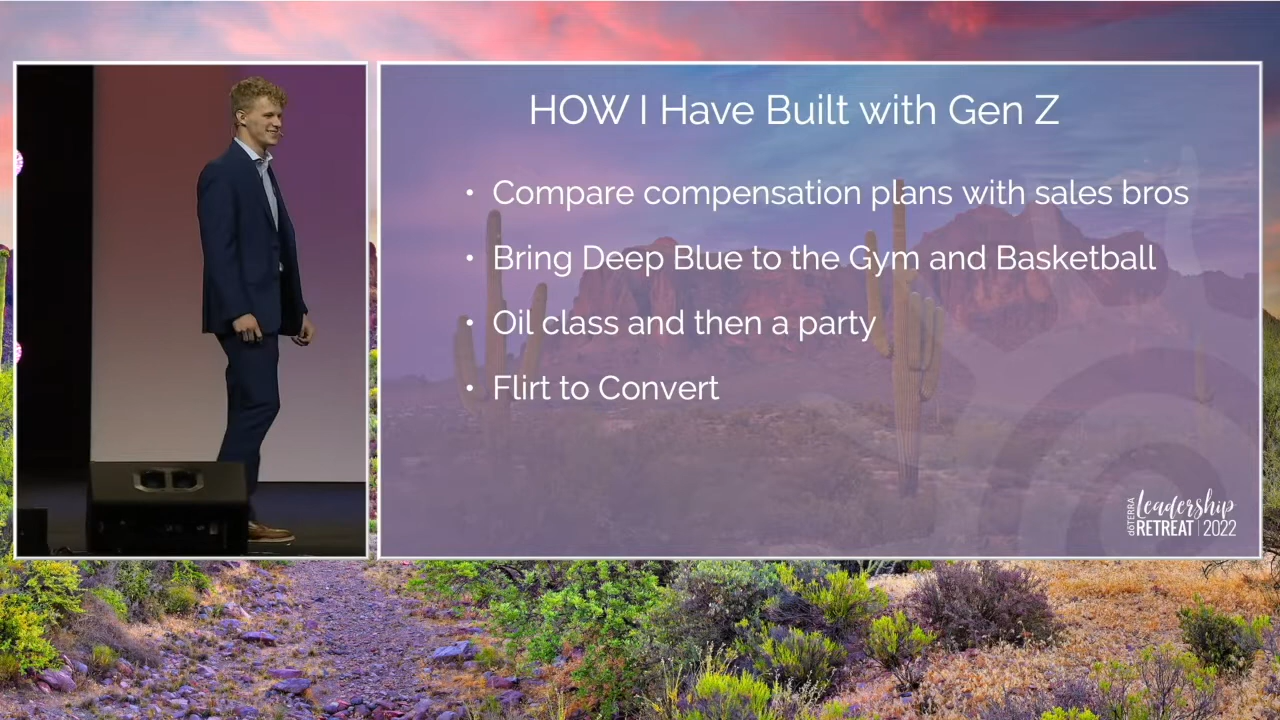 HOW I Have Built with Gen Z
• Compare compensation plans with sales bros
• Bring Deep Blue to the Gym and Basketball
• Oil class and then a party
• Flirt to Convert
dōTERRA
Leadership
RETREAT | 2022